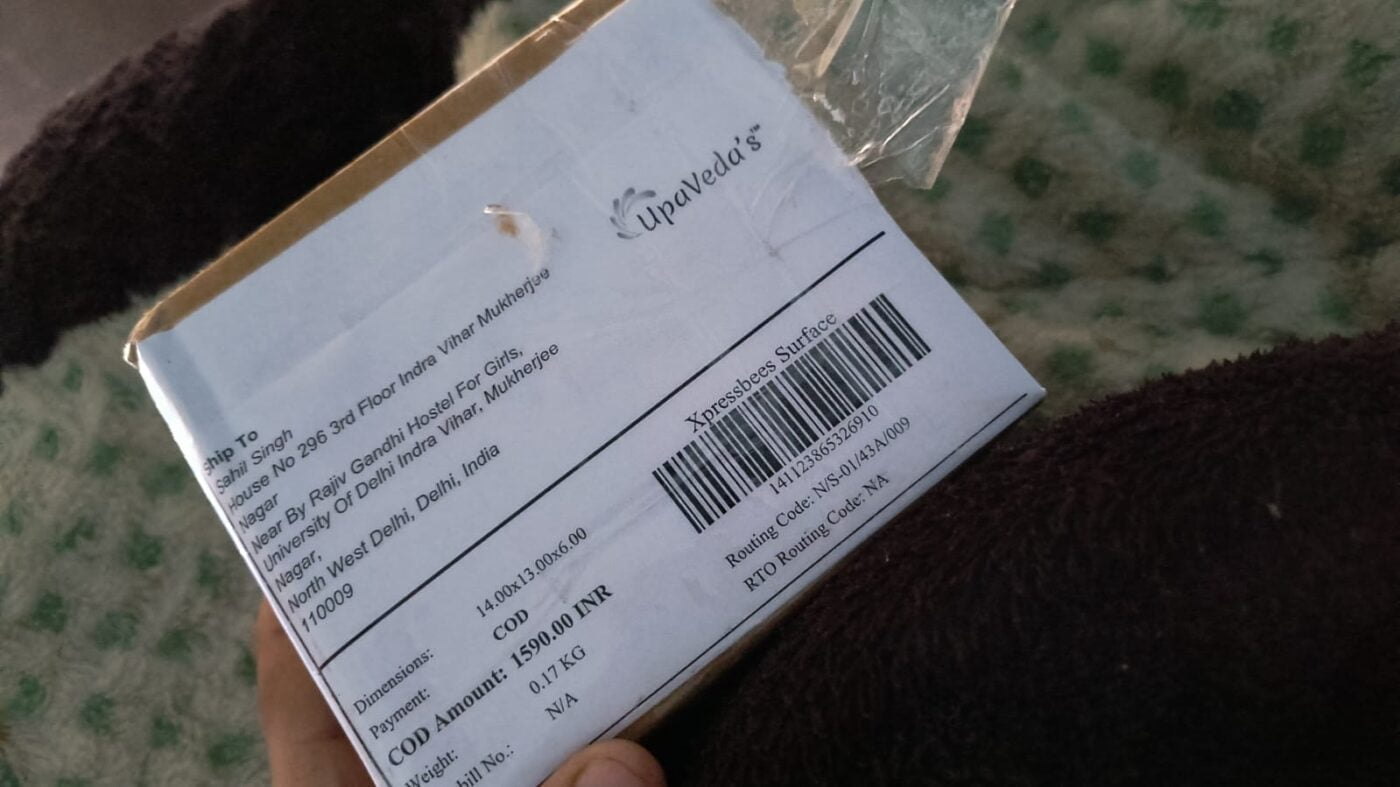 UpaVeda's™
Ship To
Sahil Singh
House No 296 3rd Floor Indra Vihar Mukherjee
Nagar
Near By Rajiv Gandhi Hostel For Girls,
University Of Delhi Indra Vihar, Mukherjee
Nagar,
North West Delhi, Delhi, India
110009
Dimensions: 14.00x13.00x6.00
Payment: COD
COD Amount: 1590.00 INR
Weight: 0.17 KG
bill No.: N/A
Xpressbees Surface
14112386532​6910
Routing Code: N/S-01/43A/009
RTO Routing Code: NA